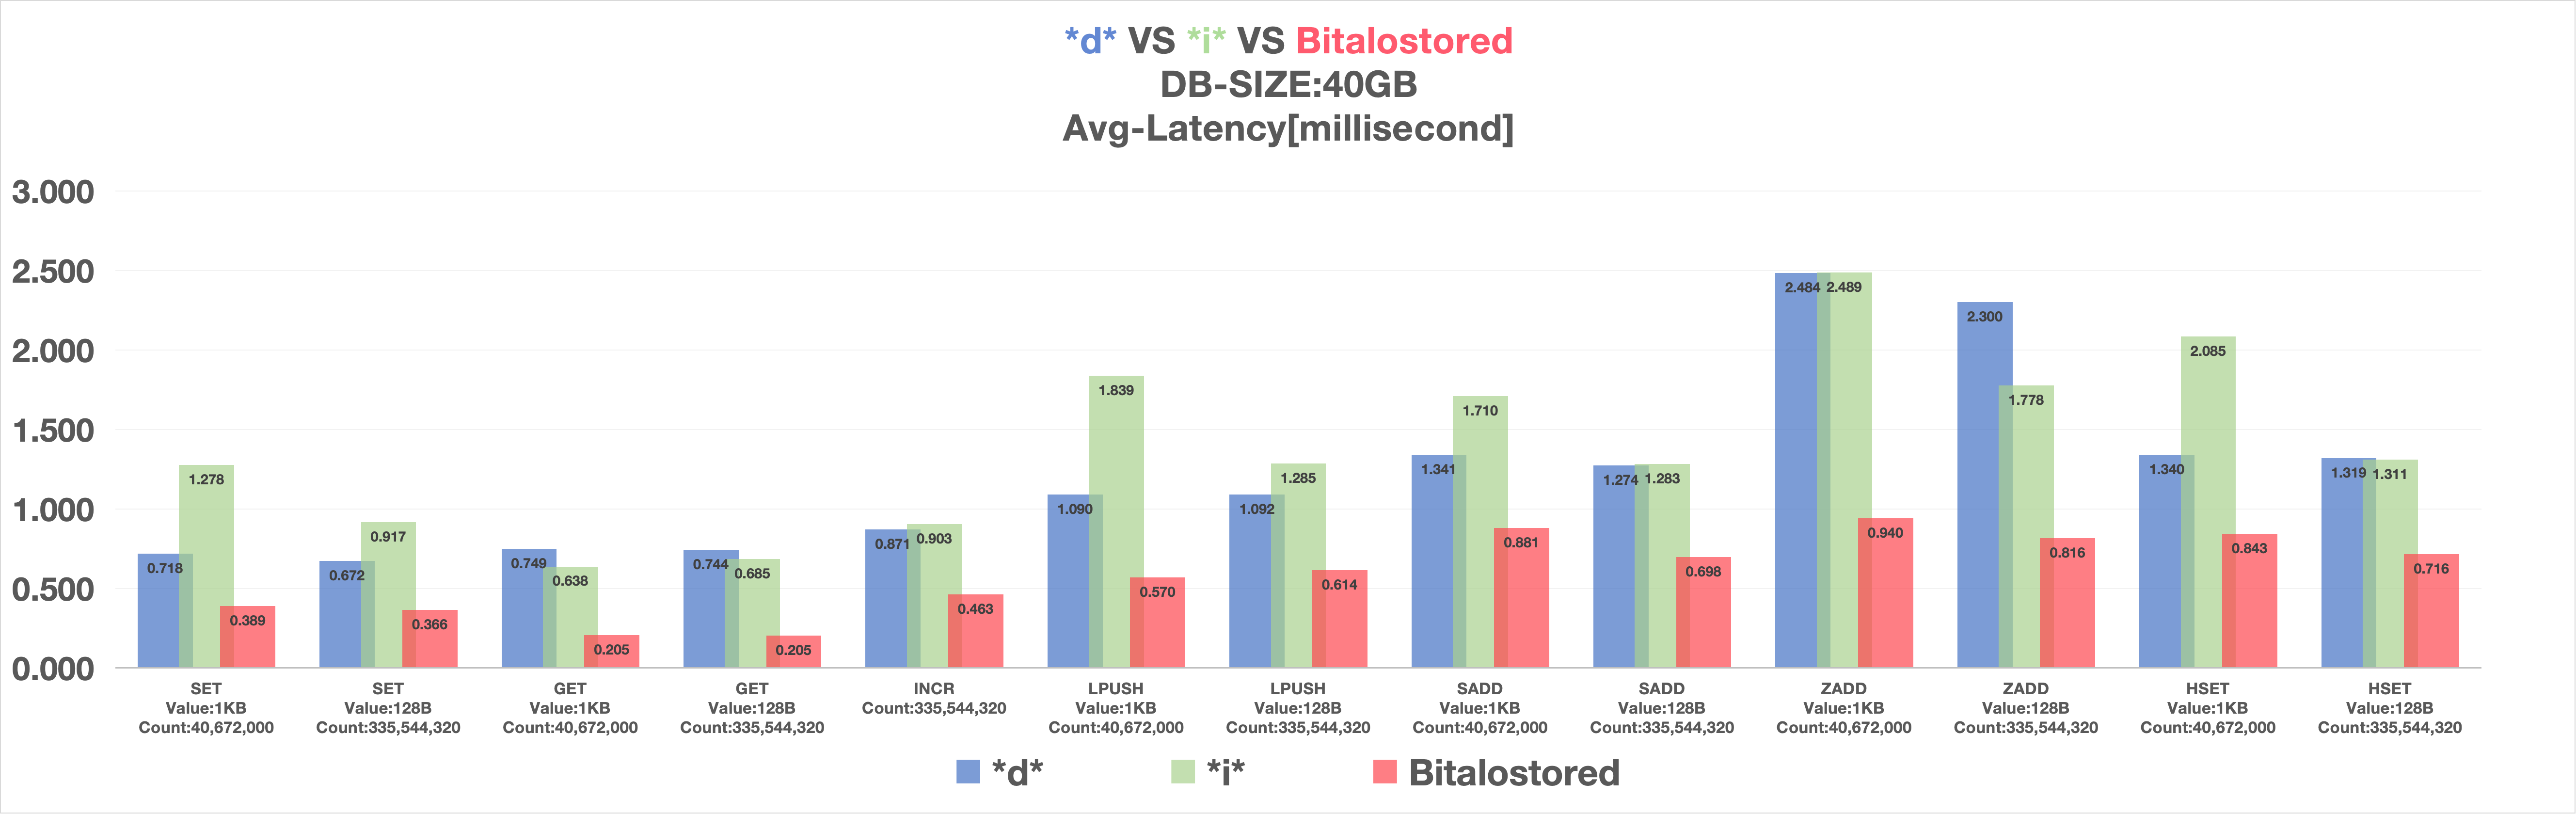 *d* VS *i* VS Bitalostored
DB-SIZE:40GB
Avg-Latency[millisecond]
3.000
2.500
2.000
1.500
1.000
0.500
0.000
0.718 1.278 0.389
0.672 0.917 0.366
0.749 0.638 0.205
0.744 0.685 0.205
0.871 0.903 0.463
1.090 1.839 0.570
1.092 1.285 0.614
1.341 1.710 0.881
1.274 1.283 0.698
2.484 2.489 0.940
2.300 1.778 0.816
1.340 2.085 0.843
1.319 1.311 0.716
SET
Value:1KB
Count:40,672,000
SET
Value:128B
Count:335,544,320
GET
Value:1KB
Count:40,672,000
GET
Value:128B
Count:335,544,320
INCR
Count:335,544,320
LPUSH
Value:1KB
Count:40,672,000
LPUSH
Value:128B
Count:335,544,320
SADD
Value:1KB
Count:40,672,000
SADD
Value:128B
Count:335,544,320
ZADD
Value:1KB
Count:40,672,000
ZADD
Value:128B
Count:335,544,320
HSET
Value:1KB
Count:40,672,000
HSET
Value:128B
Count:335,544,320
*d* *i* Bitalostored